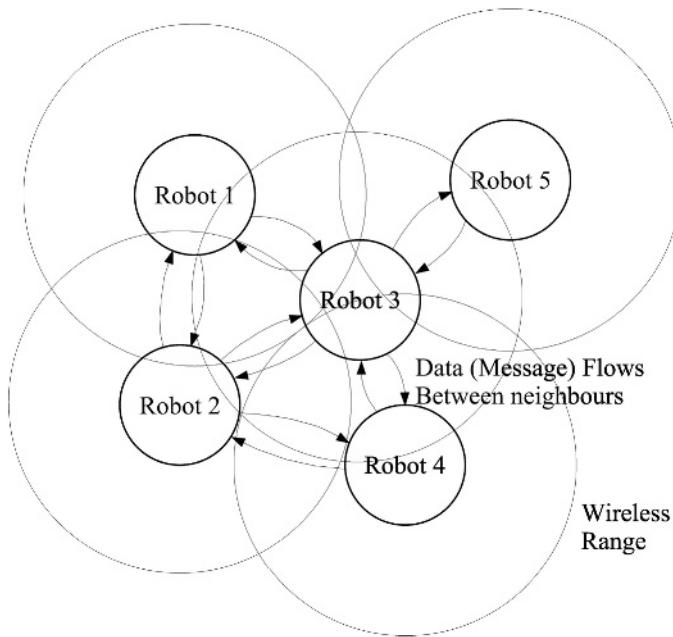 Robot 1
Robot 5
Robot 3
Data (Message) Flows
Between neighbours
Robot 2
Robot 4
Wireless
Range